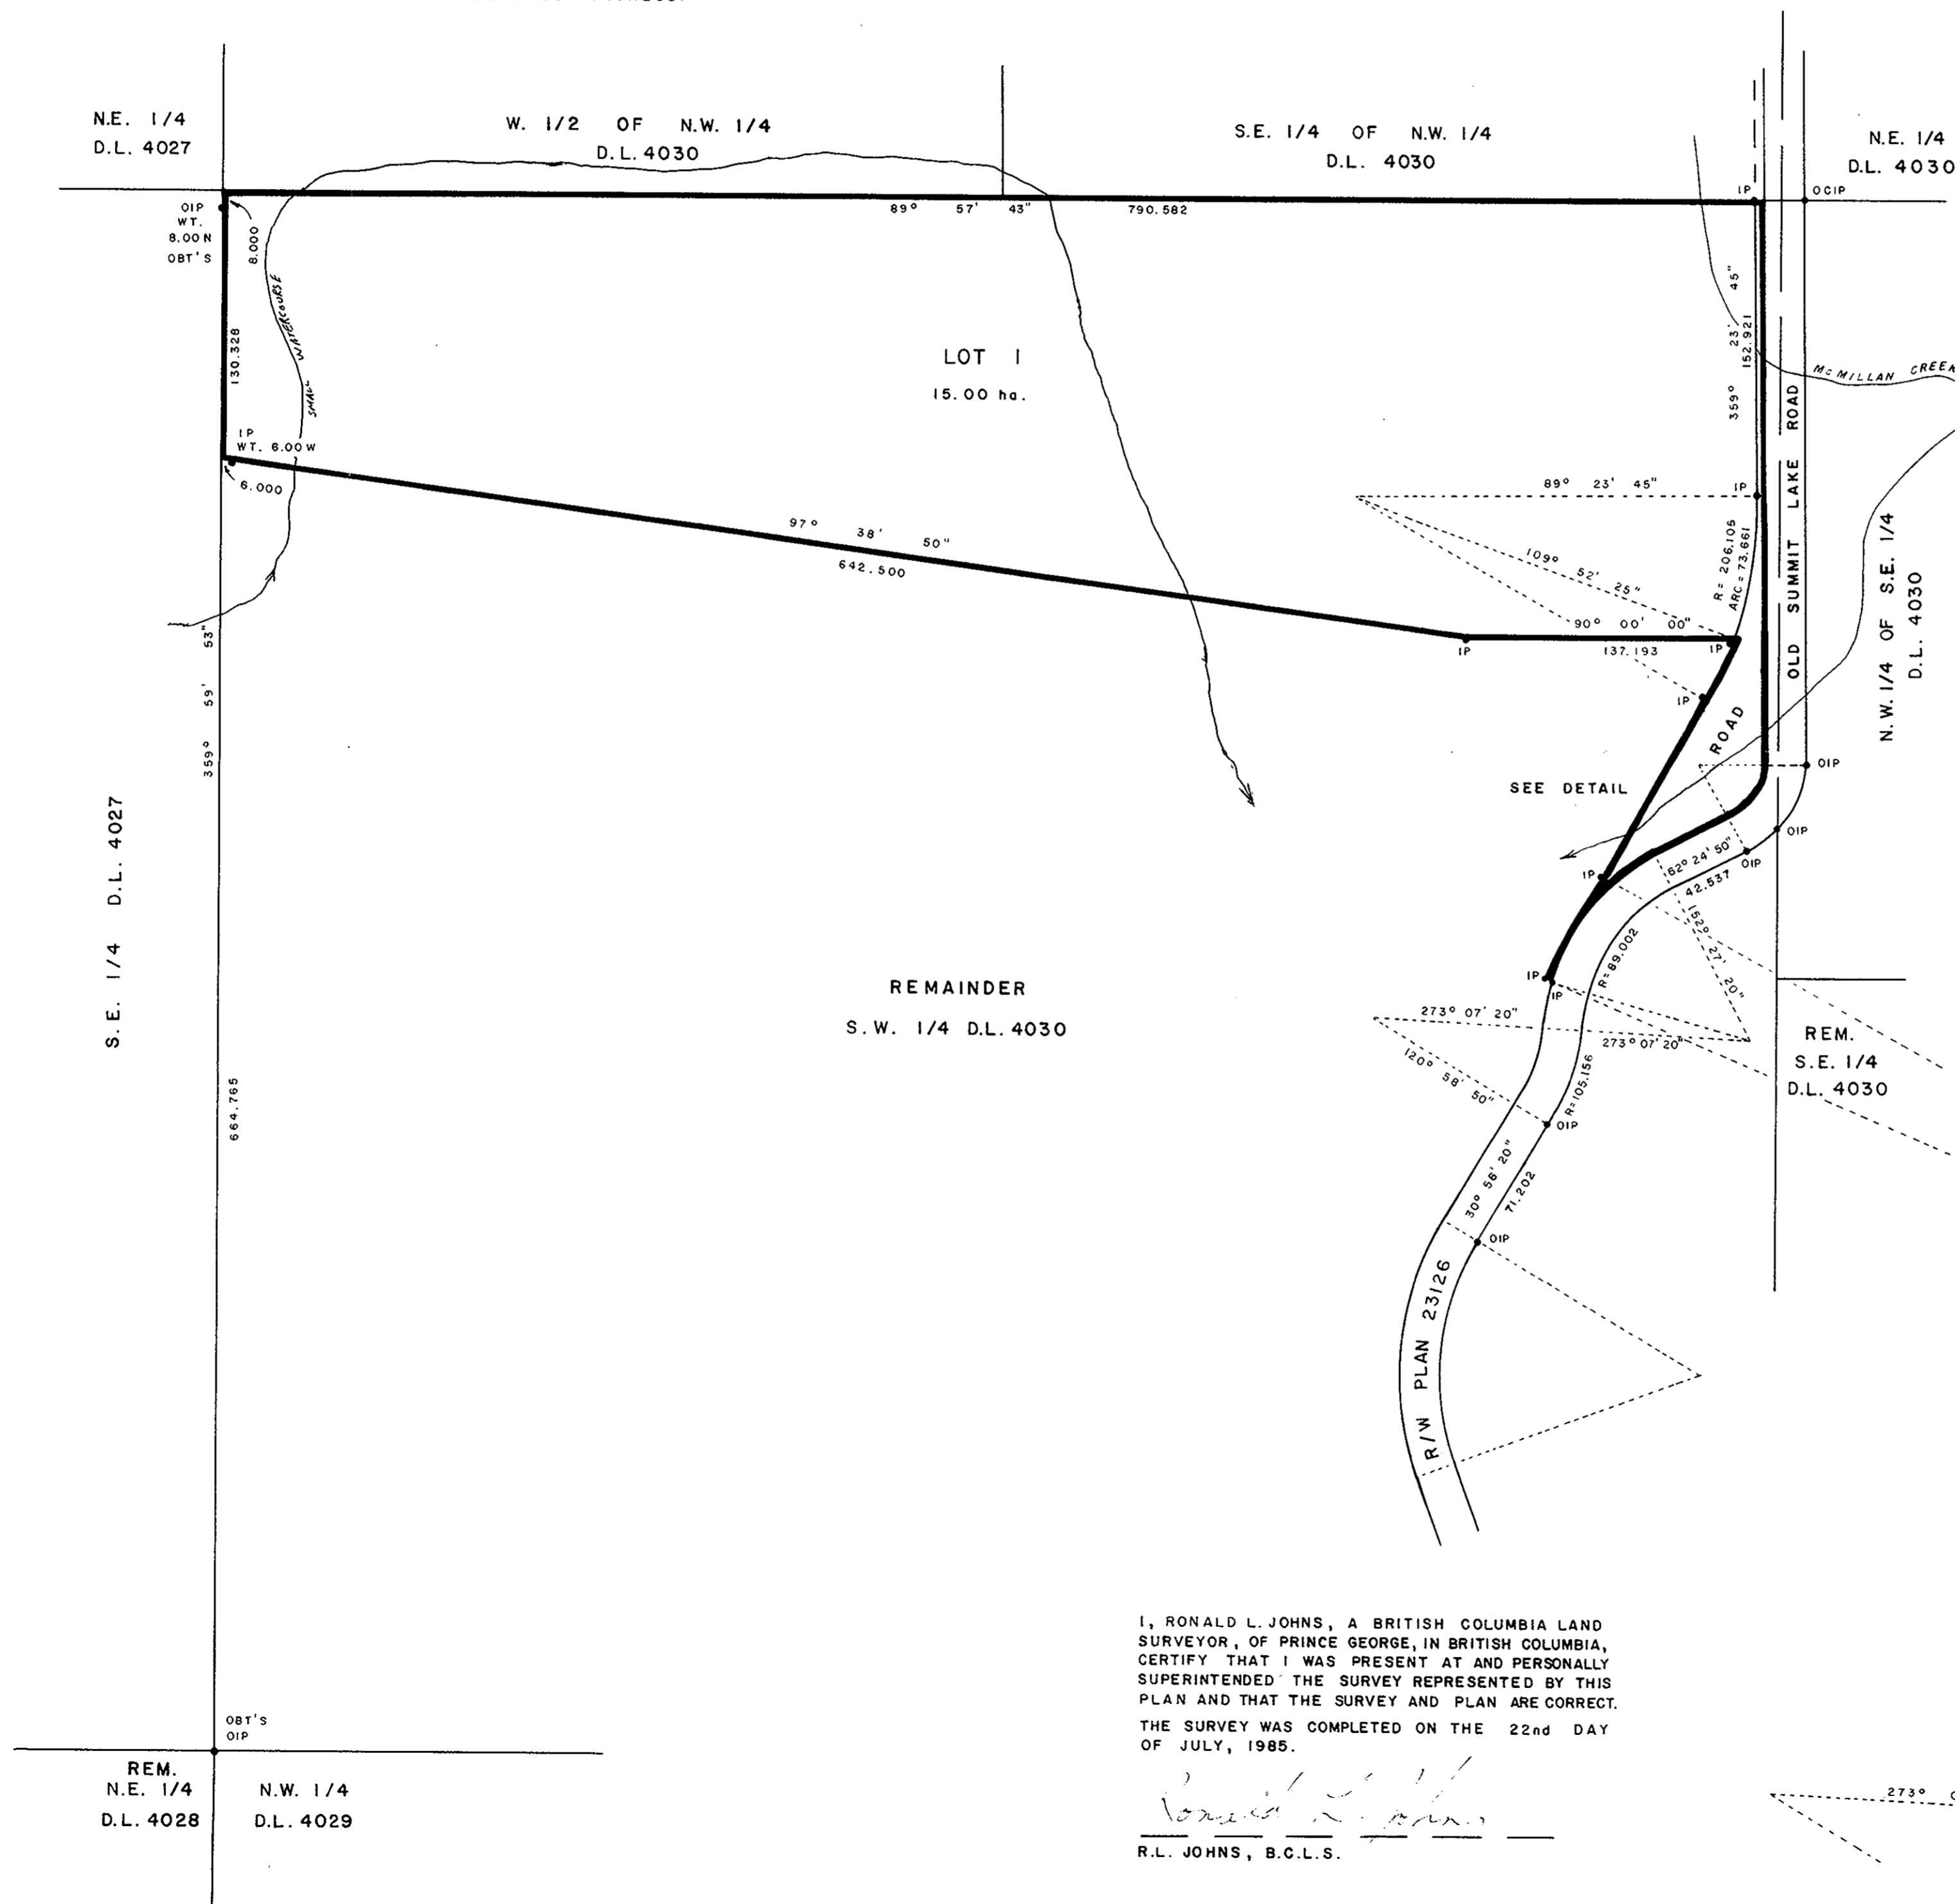 N.E. 1/4
D.L. 4027
W. 1/2 OF N.W. 1/4
D.L. 4030
S.E. 1/4 OF N.W. 1/4
D.L. 4030
N.E. 1/4
D.L. 4030
IP
OCIP
OIP
WT.
8.00 N
OBT'S
8.000
89° 57' 43"
790.582
SMALL WATERCOURSE
130.328
LOT 1
15.00 ha.
359° 23' 45"
152.921
McMILLAN CREEK
OLD SUMMIT LAKE ROAD
IP
WT. 6.00 W
6.000
97° 38' 50"
642.500
89° 23' 45"
IP
R = 206.105
ARC = 73.661
109° 52' 25"
90° 00' 00"
137.193
IP
IP
IP
N.W. 1/4 OF S.E. 1/4
D.L. 4030
359° 59' 53"
664.765
S.E. 1/4 D.L. 4027
ROAD
SEE DETAIL
OIP
OIP
OIP
62° 24' 50"
42.537
IP
152° 27' 20"
R= 89.002
IP
IP
REMAINDER
S.W. 1/4 D.L. 4030
273° 07' 20"
273° 07' 20"
120° 58' 50"
R=105.156
OIP
REM.
S.E. 1/4
D.L. 4030
30° 56' 20"
71.202
OIP
R/W PLAN 23126
I, RONALD L. JOHNS, A BRITISH COLUMBIA LAND
SURVEYOR, OF PRINCE GEORGE, IN BRITISH COLUMBIA,
CERTIFY THAT I WAS PRESENT AT AND PERSONALLY
SUPERINTENDED THE SURVEY REPRESENTED BY THIS
PLAN AND THAT THE SURVEY AND PLAN ARE CORRECT.
THE SURVEY WAS COMPLETED ON THE 22nd DAY
OF JULY, 1985.
Ronald L. Johns
R.L. JOHNS, B.C.L.S.
OBT'S
OIP
REM.
N.E. 1/4
D.L. 4028
N.W. 1/4
D.L. 4029
273°